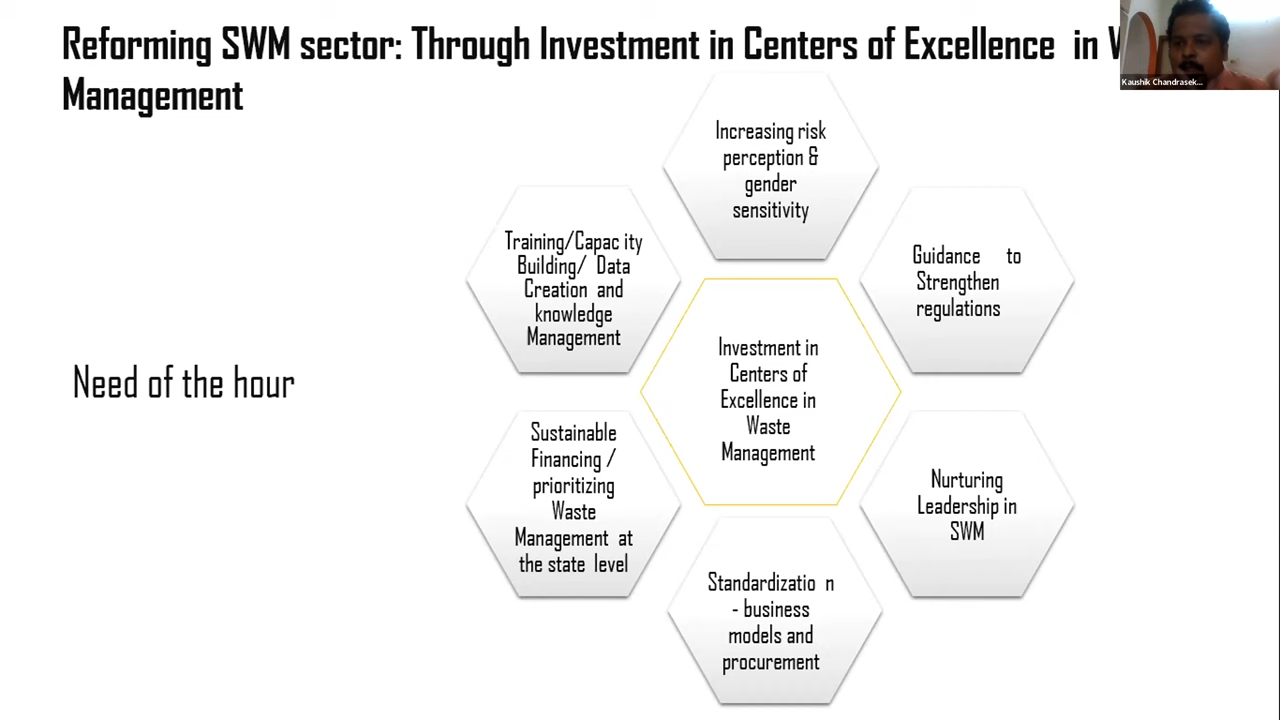 Reforming SWM sector: Through Investment in Centers of Excellence in
Management
Kaushik Chandrasek...
Increasing risk
perception &
gender
sensitivity
Training/Capac ity
Building/ Data
Creation and
knowledge
Management
Guidance to
Strengthen
regulations
Investment in
Centers of
Excellence in
Waste
Management
Need of the hour
Sustainable
Financing /
prioritizing
Waste
Management at
the state level
Nurturing
Leadership in
SWM
Standardizatio n
- business
models and
procurement